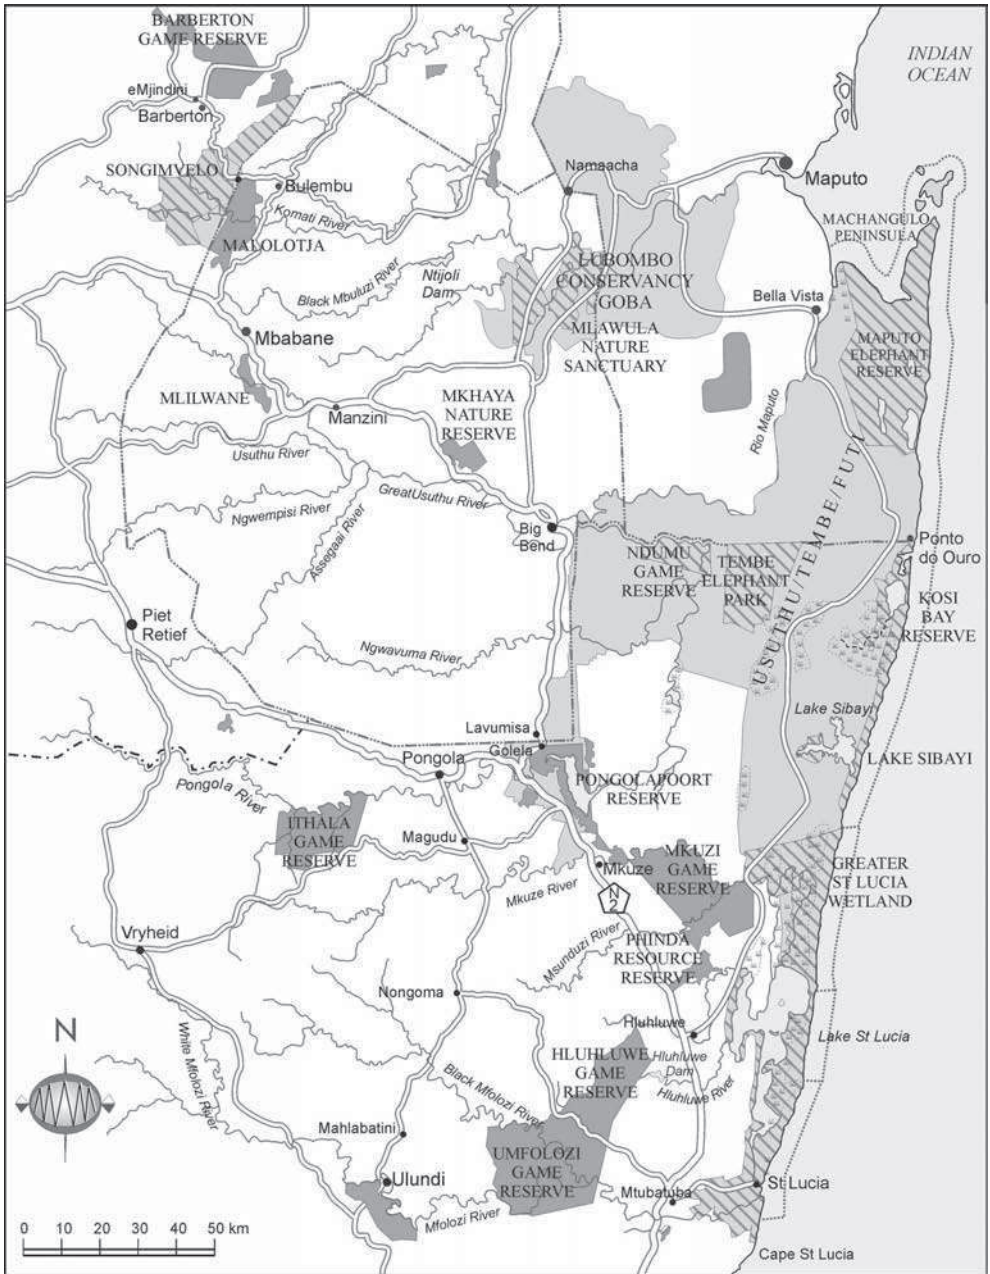 BARBERTON
GAME RESERVE
INDIAN
OCEAN
eMjindini
Barberton
SONGIMVELO
Bulembu
Namaacha
Maputo
Komati River
MALOLOTJA
MACHANGULO
PENINSULA
Black Mbuluzi River
Ntijoli
Dam
LUBOMBO
CONSERVANCY
GOBA
Bella Vista
Mbabane
MLAWULA
NATURE
SANCTUARY
MAPUTO
ELEPHANT
RESERVE
MLILWANE
Manzini
MKHAYA
NATURE
RESERVE
Rio Maputo
Usuthu River
GreatUsuthu River
Ngwempisi River
Assegaai River
Big
Bend
USUTHU/TEMBE/FUTI
NDUMU
GAME
RESERVE
TEMBE
ELEPHANT
PARK
Ponto
do Ouro
KOSI
BAY
RESERVE
Piet
Retief
Ngwavuma River
Lake Sibayi
LAKE SIBAYI
Lavumisa
Golela
Pongola
PONGOLAPOORT
RESERVE
Pongola River
ITHALA
GAME
RESERVE
Magudu
Mkuze
MKUZI
GAME
RESERVE
GREATER
ST LUCIA
WETLAND
Mkuze River
N
2
Vryheid
Msunduzi River
PHINDA
RESOURCE
RESERVE
Nongoma
Hluhluwe
Lake St Lucia
N
White Mfolozi River
HLUHLUWE
GAME
RESERVE
Hluhluwe
Dam
Hluhluwe River
Black Mfolozi River
Mahlabatini
UMFOLOZI
GAME
RESERVE
Ulundi
Mtubatuba
St Lucia
Mfolozi River
0 10 20 30 40 50 km
Cape St Lucia